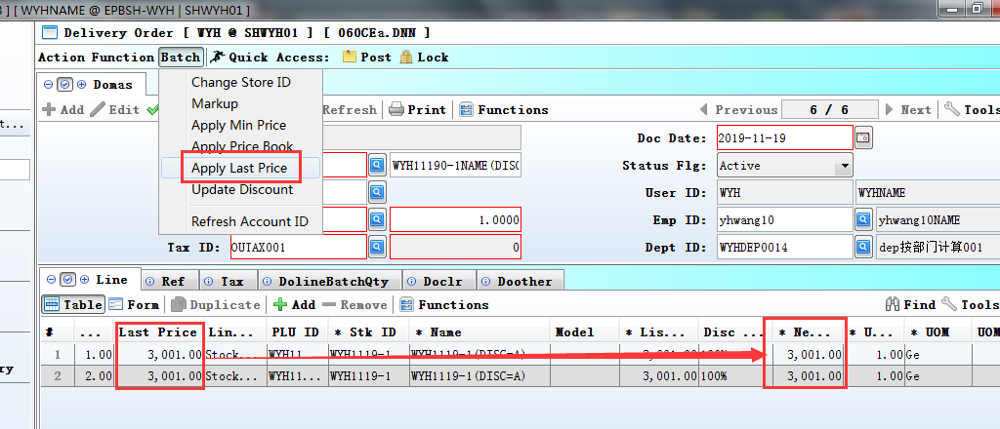 ] [ WYHNAME @ EPBSH-WYH | SHWYH01 ]
Delivery Order [ WYH @ SHWYH01 ] [ 060CEa.DNN ]
Action Function Batch Quick Access: Post Lock
Domas
Add Edit Refresh Print Functions Previous 6 / 6 Next Tools
Change Store ID
Markup
Apply Min Price
Apply Price Book
Apply Last Price
Update Discount
Refresh Account ID
Doc Date: 2019-11-19
WYH11190-1NAME(DISC
Status Flg: Active
User ID: WYH WYHNAME
1.0000 Emp ID: yhwang10 yhwang10NAME
Tax ID: OUTAX001 0 Dept ID: WYHDEP0014 dep按部门计算001
Line Ref Tax DolineBatchQty Doclr Doother
Table Form Duplicate Add Remove Functions Find Tools
# ... Last Price Lin... PLU ID * Stk ID * Name Model * Lis... Disc ... * Ne... * U... * UOM UOM
1 1.00 3,001.00 Stock... WYH11... WYH1119-1 WYH1119-1(DISC=A) 3,001.00 100% 3,001.00 1.00 Ge
2 2.00 3,001.00 Stock... WYH11... WYH1119-1 WYH1119-1(DISC=A) 3,001.00 100% 3,001.00 1.00 Ge
t...
ry